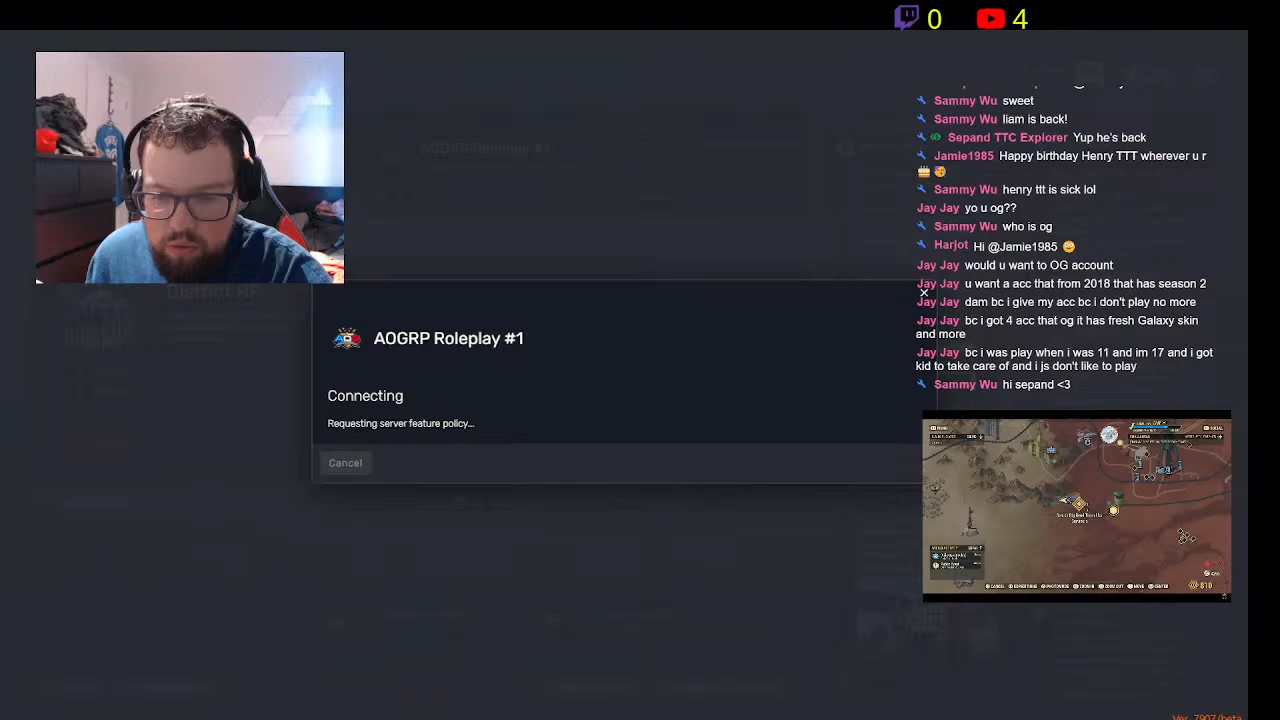 0 4
Sammy Wu sweet
Sammy Wu liam is back!
Sepand TTC Explorer Yup he's back
Jamie1985 Happy birthday Henry TTT wherever u r
🎂 🥳
Sammy Wu henry ttt is sick lol
Jay Jay yo u og??
Sammy Wu who is og
Harjot Hi @Jamie1985
Jay Jay would u want to OG account
Jay Jay u want a acc that from 2018 that has season 2
Jay Jay dam bc i give my acc bc i don't play no more
Jay Jay bc i got 4 acc that og it has fresh Galaxy skin
and more
Jay Jay bc i was play when i was 11 and im 17 and i got
kid to take care of and i js don't like to play
Sammy Wu hi sepand <3
AOGRP Roleplay #1
Connecting
Requesting server feature policy...
Cancel
District RP
Ver. 7907/beta